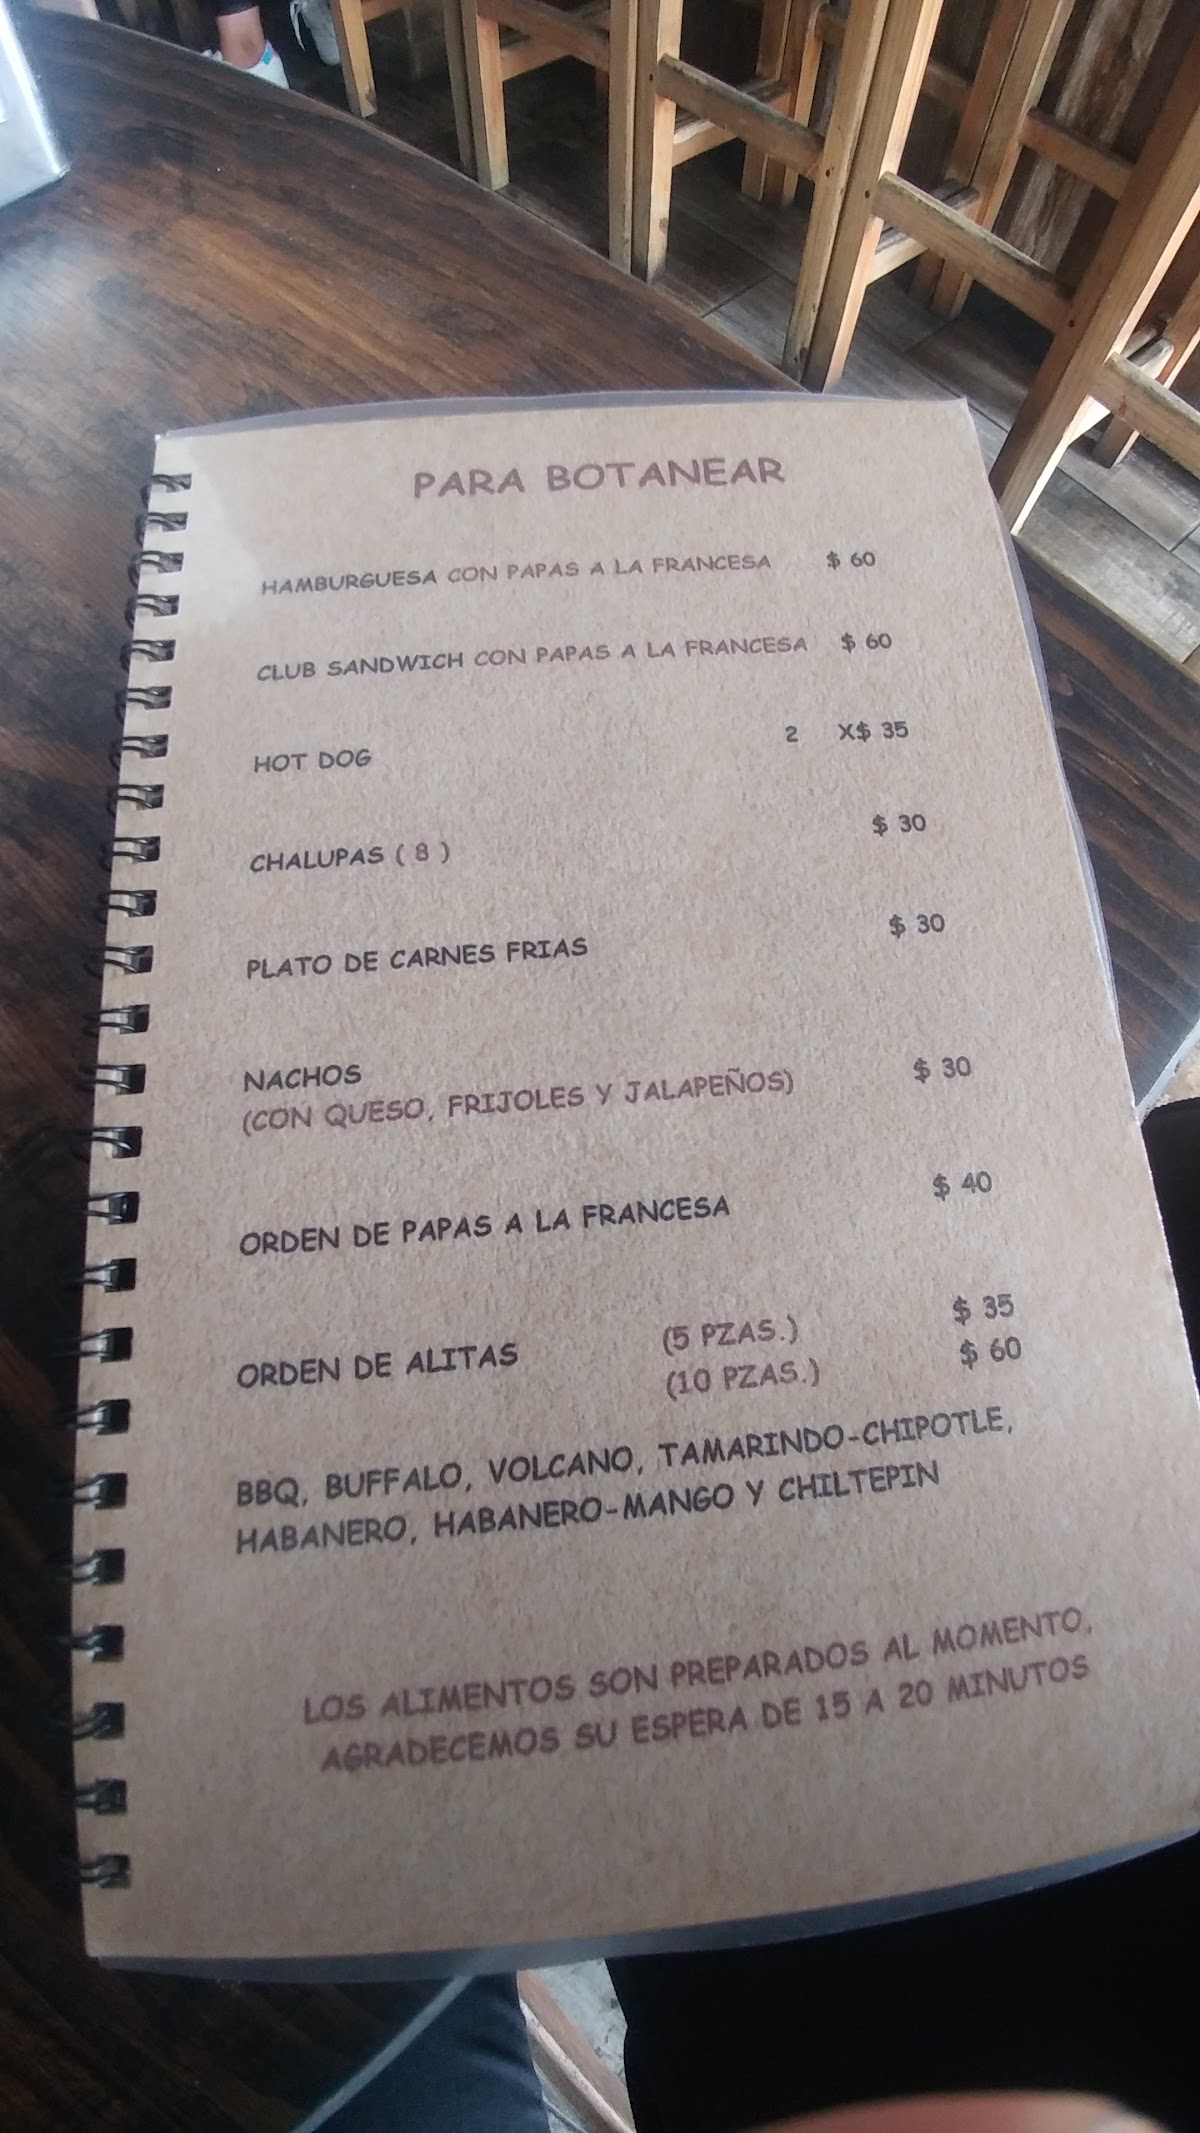 PARA BOTANEAR
HAMBURGUESA CON PAPAS A LA FRANCESA $ 60
CLUB SANDWICH CON PAPAS A LA FRANCESA $ 60
HOT DOG 2 X$ 35
CHALUPAS ( 8 ) $ 30
PLATO DE CARNES FRIAS $ 30
NACHOS $ 30
(CON QUESO, FRIJOLES Y JALAPEÑOS)
ORDEN DE PAPAS A LA FRANCESA $ 40
ORDEN DE ALITAS (5 PZAS.) $ 35
(10 PZAS.) $ 60
BBQ, BUFFALO, VOLCANO, TAMARINDO-CHIPOTLE,
HABANERO, HABANERO-MANGO Y CHILTEPIN
LOS ALIMENTOS SON PREPARADOS AL MOMENTO,
AGRADECEMOS SU ESPERA DE 15 A 20 MINUTOS